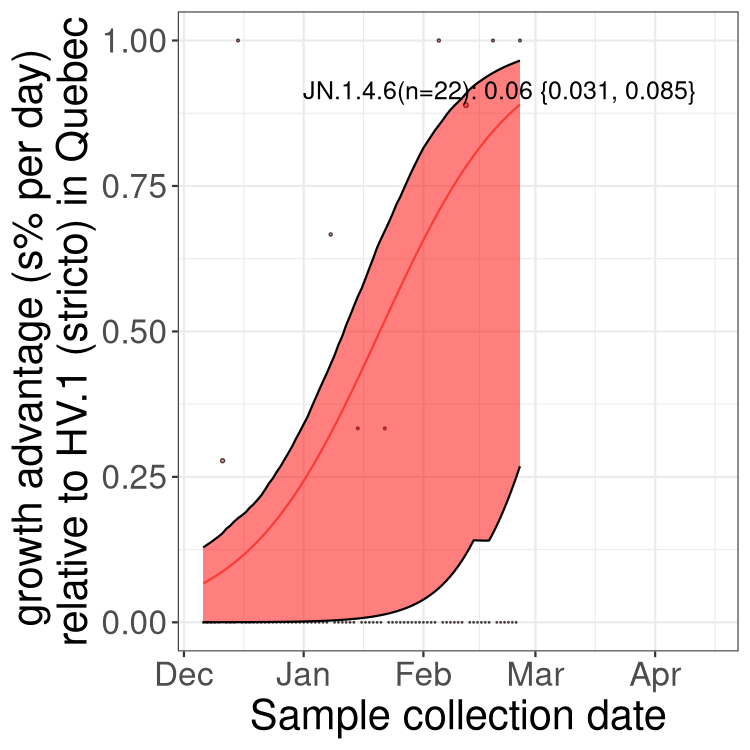 growth advantage (s% per day)
relative to HV.1 (stricto) in Quebec
1.00
0.75
0.50
0.25
0.00
JN.1.4.6(n=22): 0.06 {0.031, 0.085}
Dec Jan Feb Mar Apr
Sample collection date